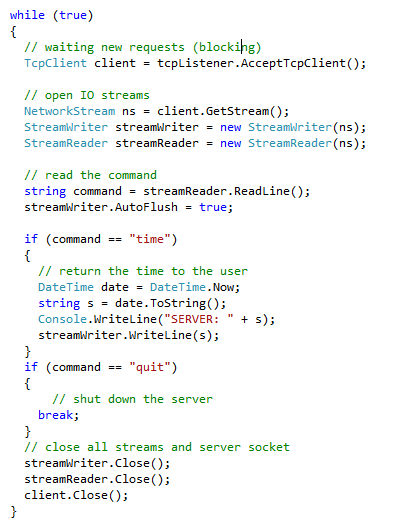 while (true)
{
  // waiting new requests (blocking)
  TcpClient client = tcpListener.AcceptTcpClient();

  // open IO streams
  NetworkStream ns = client.GetStream();
  StreamWriter streamWriter = new StreamWriter(ns);
  StreamReader streamReader = new StreamReader(ns);

  // read the command
  string command = streamReader.ReadLine();
  streamWriter.AutoFlush = true;

  if (command == "time")
  {
    // return the time to the user
    DateTime date = DateTime.Now;
    string s = date.ToString();
    Console.WriteLine("SERVER: " + s);
    streamWriter.WriteLine(s);
  }
  if (command == "quit")
  {
      // shut down the server
    break;
  }
  // close all streams and server socket
  streamWriter.Close();
  streamReader.Close();
  client.Close();
}